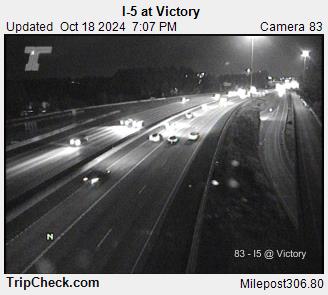 I-5 at Victory
Updated Oct 18 2024 7:07 PM Camera 83
T
N
83 - I5 @ Victory
TripCheck.com Milepost306.80